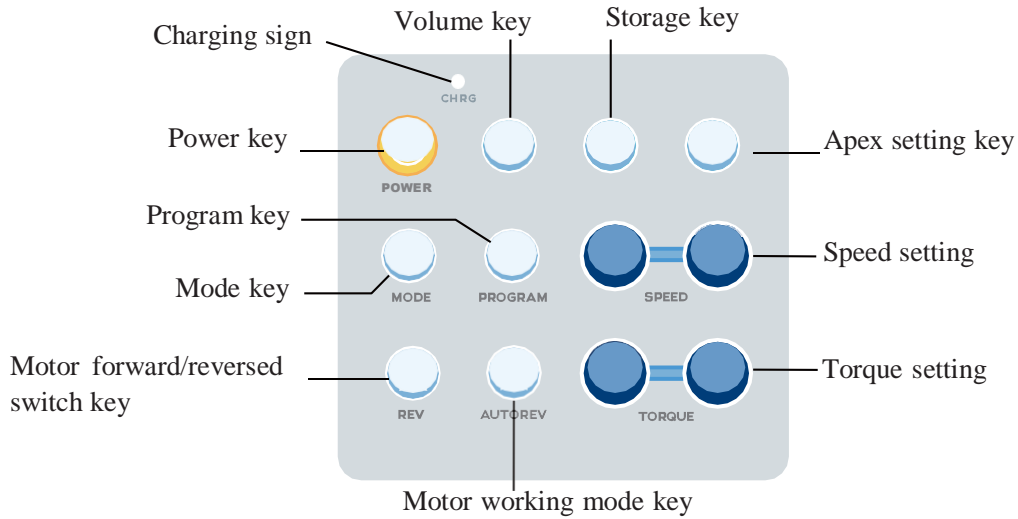 Storage key
Volume key
Charging sign
CHRG
Power key
Apex setting key
POWER
Program key
Speed setting
Mode key
MODE
PROGRAM
SPEED
Motor forward/reversed
switch key
Torque setting
REV
AUTOREV
TORQUE
Motor working mode key